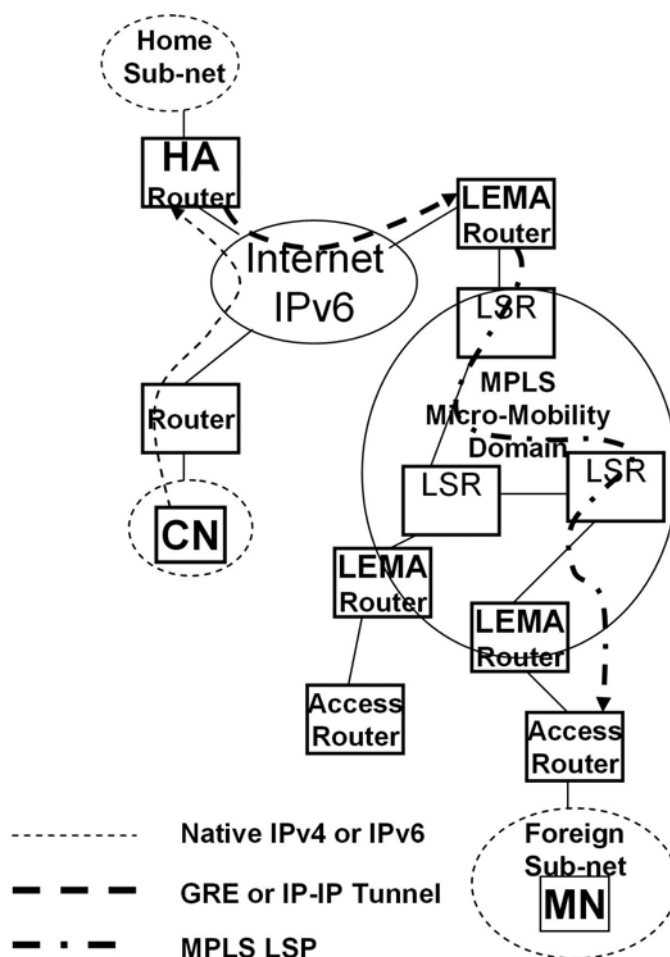 Home
Sub-net
HA
Router
LEMA
Router
Internet
IPv6
LSR
MPLS
Micro-Mobility
Domain
Router
LSR
LSR
CN
LEMA
Router
LEMA
Router
Access
Router
Access
Router
Native IPv4 or IPv6
Foreign
Sub-net
GRE or IP-IP Tunnel
MN
MPLS LSP